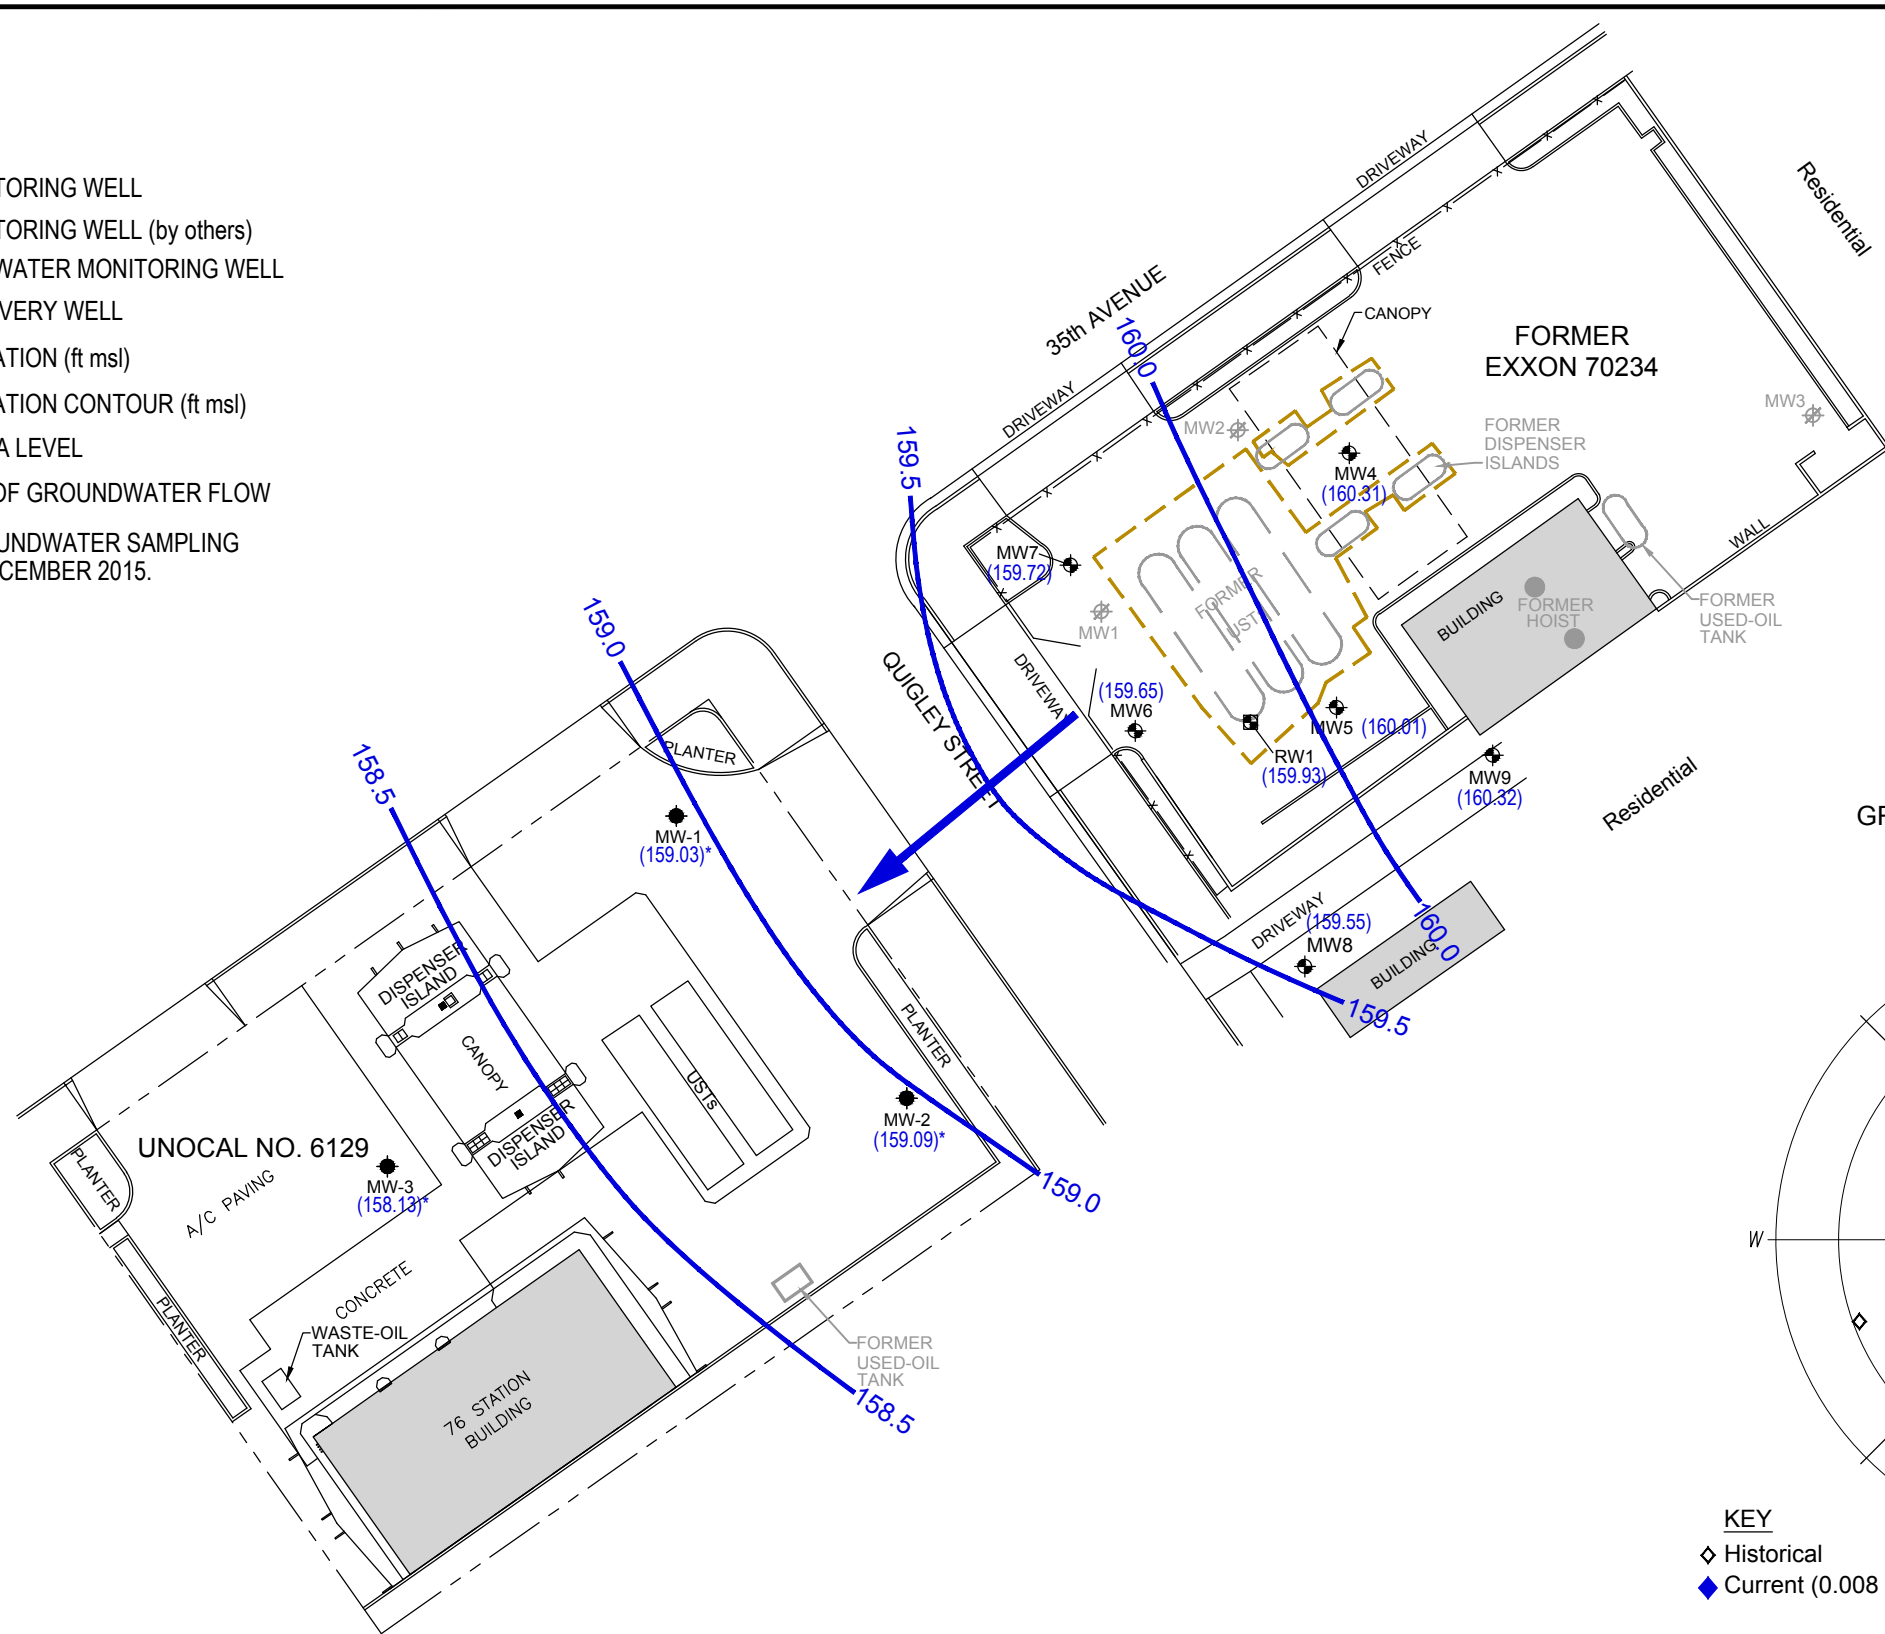 TORING WELL
TORING WELL (by others)
WATER MONITORING WELL
VERY WELL
ATION (ft msl)
ATION CONTOUR (ft msl)
A LEVEL
OF GROUNDWATER FLOW
UNDWATER SAMPLING
CEMBER 2015.
35th AVENUE
DRIVEWAY
DRIVEWAY
FENCE
CANOPY
Residential
FORMER
EXXON 70234
160.0
159.5
MW2
MW3
MW4
(160.31)
FORMER
DISPENSER
ISLANDS
MW7
(159.72)
MW1
FORMER
USTs
BUILDING
FORMER
HOIST
WALL
FORMER
USED-OIL
TANK
QUIGLEY STREET
DRIVEWAY
(159.65)
MW6
MW5 (160.01)
RW1
(159.93)
MW9
(160.32)
Residential
DRIVEWAY
(159.55)
MW8
BUILDING
160.0
159.5
159.0
158.5
PLANTER
MW-1
(159.03)*
DISPENSER
ISLAND
CANOPY
DISPENSER
ISLAND
USTs
PLANTER
MW-2
(159.09)*
159.0
UNOCAL NO. 6129
PLANTER
A/C PAVING
MW-3
(158.13)*
PLANTER
CONCRETE
WASTE-OIL
TANK
76 STATION
BUILDING
FORMER
USED-OIL
TANK
158.5
GR
W
KEY
Historical
Current (0.008